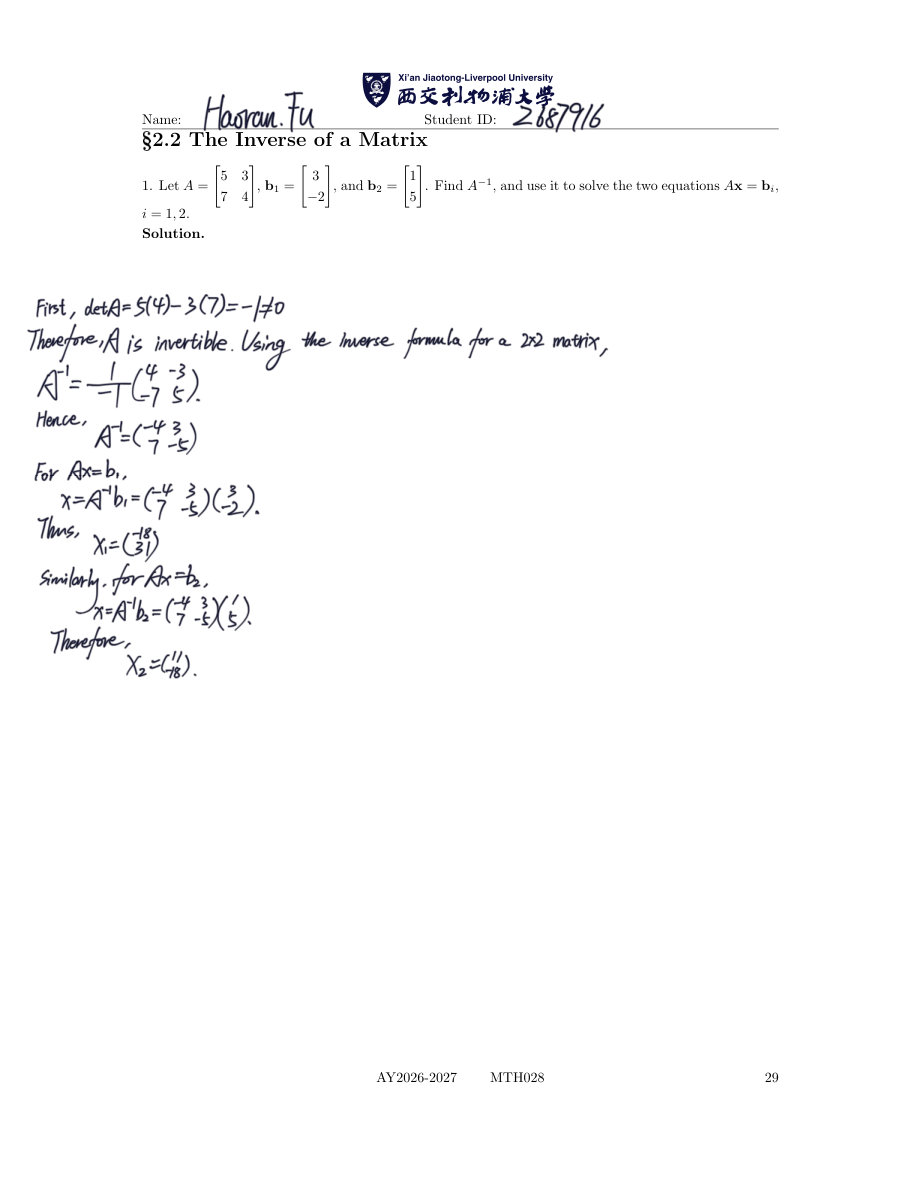 Xi'an Jiaotong-Liverpool University
西交利物浦大学
Name: Haoran.Fu Student ID: 2687916
§2.2 The Inverse of a Matrix
1. Let A = [5 3; 7 4], b₁ = [3; −2], and b₂ = [1; 5]. Find A⁻¹, and use it to solve the two equations Ax = bᵢ,
i = 1, 2.
Solution.
First, detA=5(4)−3(7)=−1≠0
Therefore, A is invertible. Using the inverse formula for a 2×2 matrix,
A⁻¹= 1/−1 (4 −3; −7 5).
Hence,
A⁻¹=(−4 3; 7 −5)
For Ax=b₁,
x=A⁻¹b₁=(−4 3; 7 −5)(3; −2).
Thus,
x₁=(−18; 31)
Similarly, for Ax=b₂,
x=A⁻¹b₂=(−4 3; 7 −5)(1; 5).
Therefore,
x₂=(11; −18).
AY2026-2027 MTH028 29